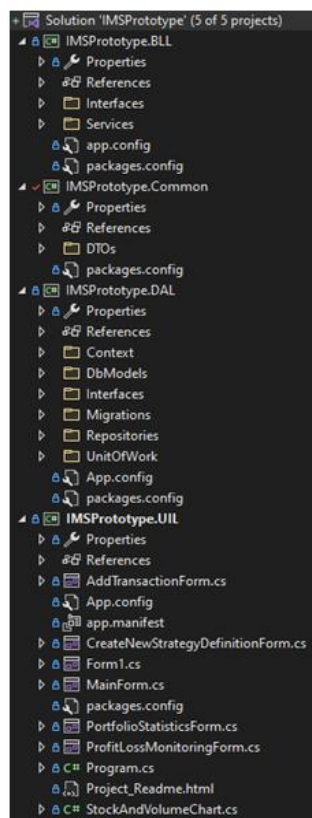 Solution 'IMSPrototype' (5 of 5 projects)
IMSPrototype.BLL
Properties
References
Interfaces
Services
app.config
packages.config
IMSPrototype.Common
Properties
References
DTOs
packages.config
IMSPrototype.DAL
Properties
References
Context
DbModels
Interfaces
Migrations
Repositories
UnitOfWork
App.config
packages.config
IMSPrototype.UIL
Properties
References
AddTransactionForm.cs
App.config
app.manifest
CreateNewStrategyDefinitionForm.cs
Form1.cs
MainForm.cs
packages.config
PortfolioStatisticsForm.cs
ProfitLossMonitoringForm.cs
C# Program.cs
Project_Readme.html
C# StockAndVolumeChart.cs